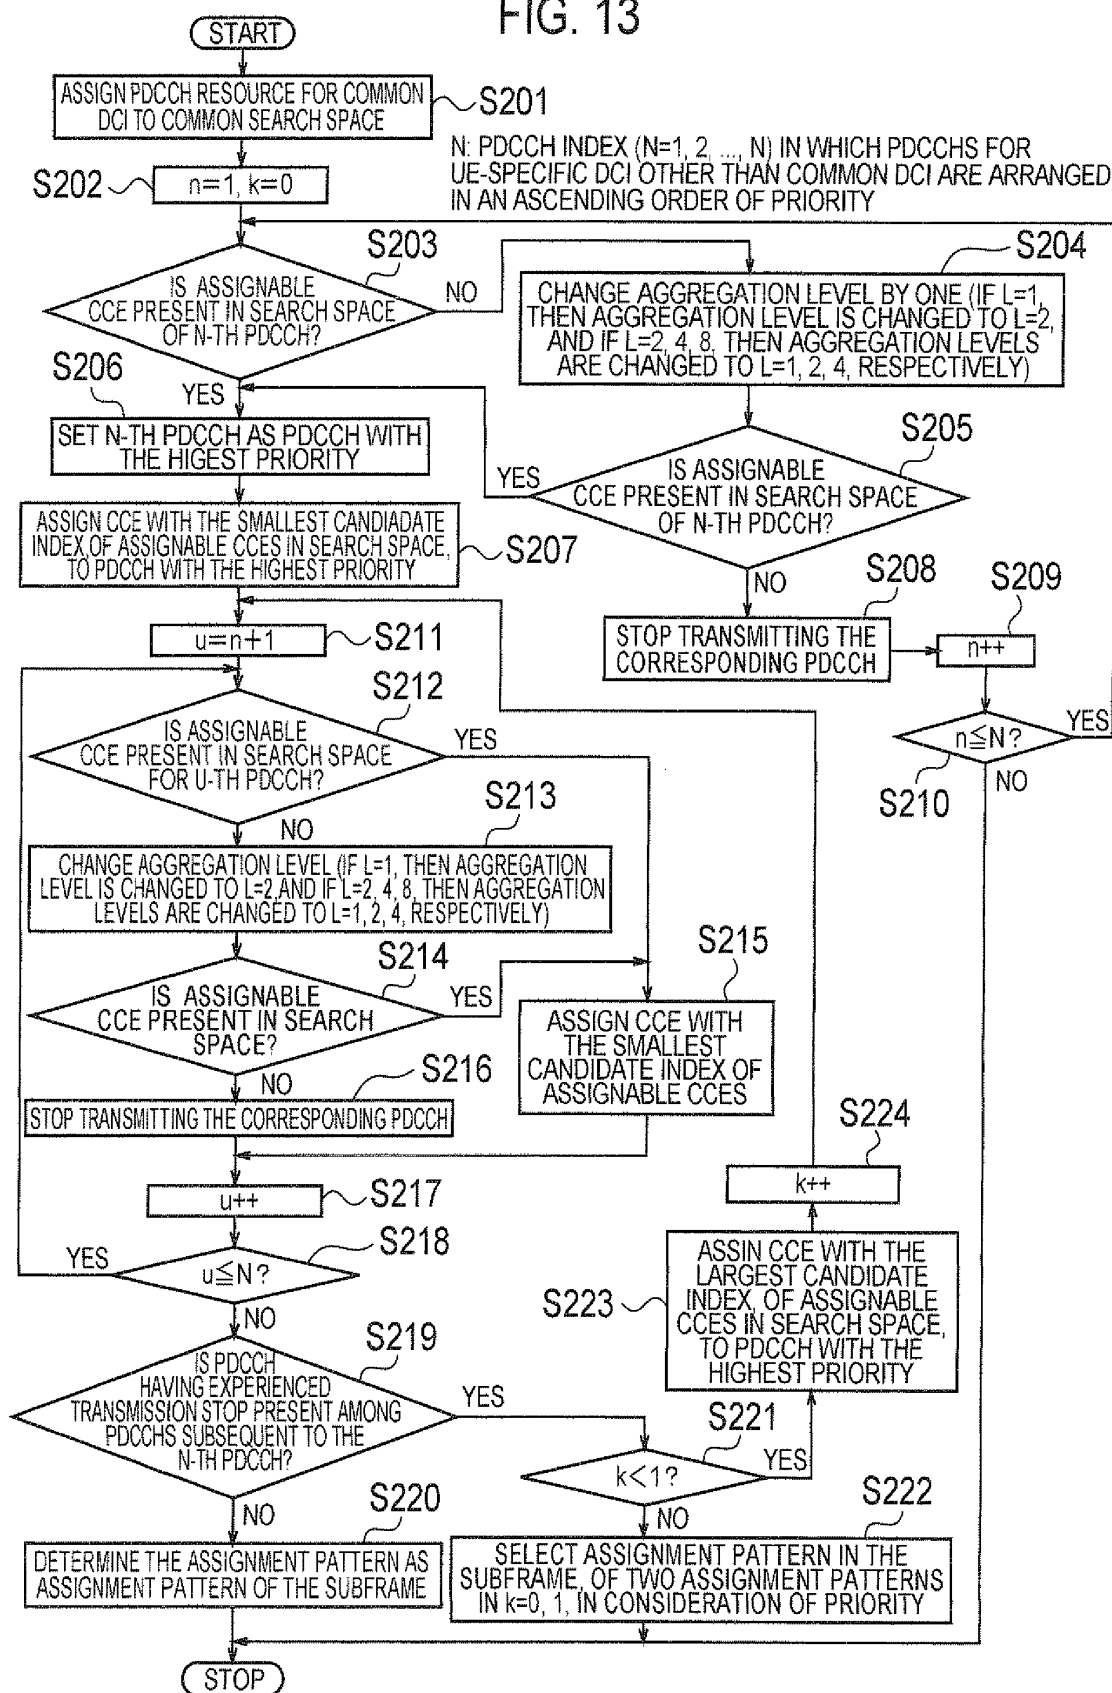 FIG. 13
START
ASSIGN PDCCH RESOURCE FOR COMMON
DCI TO COMMON SEARCH SPACE
S201
N: PDCCH INDEX (N=1, 2, ..., N) IN WHICH PDCCHS FOR
UE-SPECIFIC DCI OTHER THAN COMMON DCI ARE ARRANGED
IN AN ASCENDING ORDER OF PRIORITY
S202
n=1, k=0
S203
IS ASSIGNABLE
CCE PRESENT IN SEARCH SPACE
OF N-TH PDCCH?
NO
YES
S204
CHANGE AGGREGATION LEVEL BY ONE (IF L=1,
THEN AGGREGATION LEVEL IS CHANGED TO L=2,
AND IF L=2, 4, 8, THEN AGGREGATION LEVELS
ARE CHANGED TO L=1, 2, 4, RESPECTIVELY)
S205
IS ASSIGNABLE
CCE PRESENT IN SEARCH SPACE
OF N-TH PDCCH?
YES
NO
S206
SET N-TH PDCCH AS PDCCH WITH
THE HIGEST PRIORITY
ASSIGN CCE WITH THE SMALLEST CANDIADATE
INDEX, OF ASSIGNABLE CCES IN SEARCH SPACE,
TO PDCCH WITH THE HIGHEST PRIORITY
S207
S208
STOP TRANSMITTING THE
CORRESPONDING PDCCH
S209
n++
n≦N?
YES
S210
NO
u=n+1
S211
S212
IS ASSIGNABLE
CCE PRESENT IN SEARCH SPACE
FOR U-TH PDCCH?
YES
NO
S213
CHANGE AGGREGATION LEVEL (IF L=1, THEN AGGREGATION
LEVEL IS CHANGED TO L=2,AND IF L=2, 4, 8, THEN AGGREGATION
LEVELS ARE CHANGED TO L=1, 2, 4, RESPECTIVELY)
S214
IS ASSIGNABLE
CCE PRESENT IN SEARCH
SPACE?
YES
NO
S215
ASSIGN CCE WITH
THE SMALLEST
CANDIDATE INDEX OF
ASSIGNABLE CCES
S216
STOP TRANSMITTING THE CORRESPONDING PDCCH
u++
S217
u≦N?
S218
YES
NO
S219
IS PDCCH
HAVING EXPERIENCED
TRANSMISSION STOP PRESENT AMONG
PDCCHS SUBSEQUENT TO THE
N-TH PDCCH?
YES
NO
S220
DETERMINE THE ASSIGNMENT PATTERN AS
ASSIGNMENT PATTERN OF THE SUBFRAME
S221
k<1?
YES
NO
S222
SELECT ASSIGNMENT PATTERN IN THE
SUBFRAME, OF TWO ASSIGNMENT PATTERNS
IN k=0, 1, IN CONSIDERATION OF PRIORITY
S223
ASSIN CCE WITH THE
LARGEST CANDIDATE
INDEX, OF ASSIGNABLE
CCES IN SEARCH SPACE,
TO PDCCH WITH THE
HIGHEST PRIORITY
S224
k++
STOP